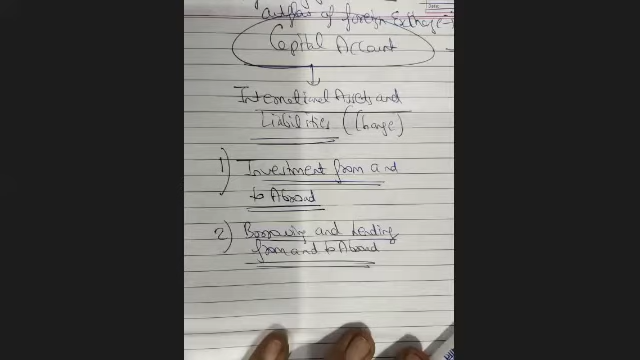 outflow of foreign Exchange
Capital Account
↓
International Assets and
Liabilities (Change)
1) Investment from and
to Abroad
2) Borrowing and Lending
from and to Abroad